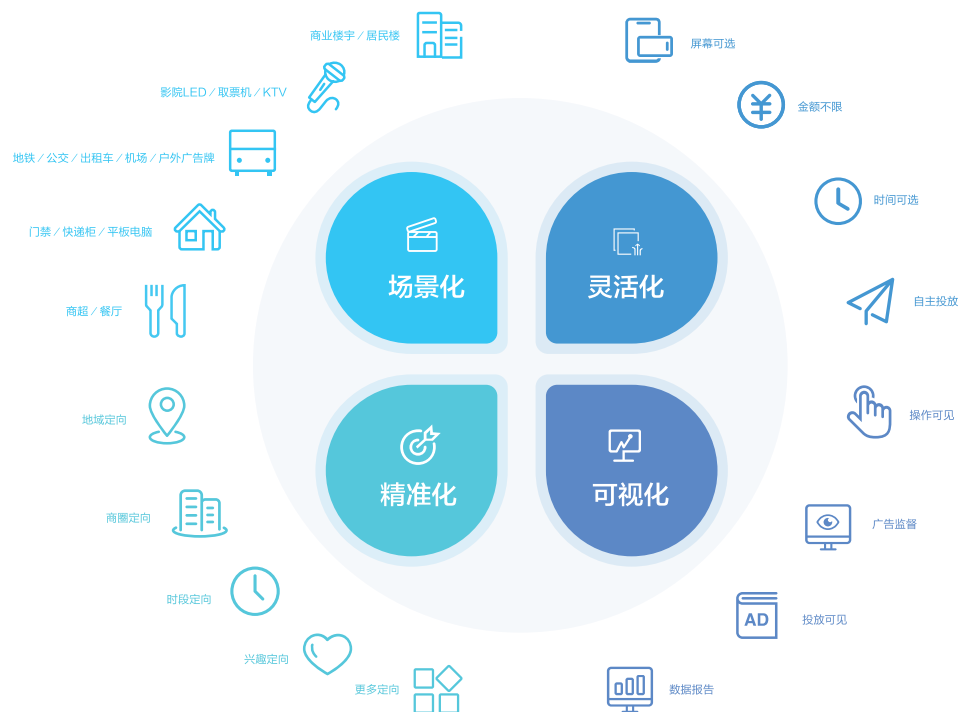 商业楼宇 / 居民楼
影院LED / 取票机 / KTV
地铁 / 公交 / 出租车 / 机场 / 户外广告牌
门禁 / 快递柜 / 平板电脑
商超 / 餐厅
场景化
屏幕可选
金额不限
时间可选
自主投放
灵活化
地域定向
商圈定向
时段定向
兴趣定向
更多定向
精准化
操作可见
广告监督
AD
投放可见
数据报告
可视化